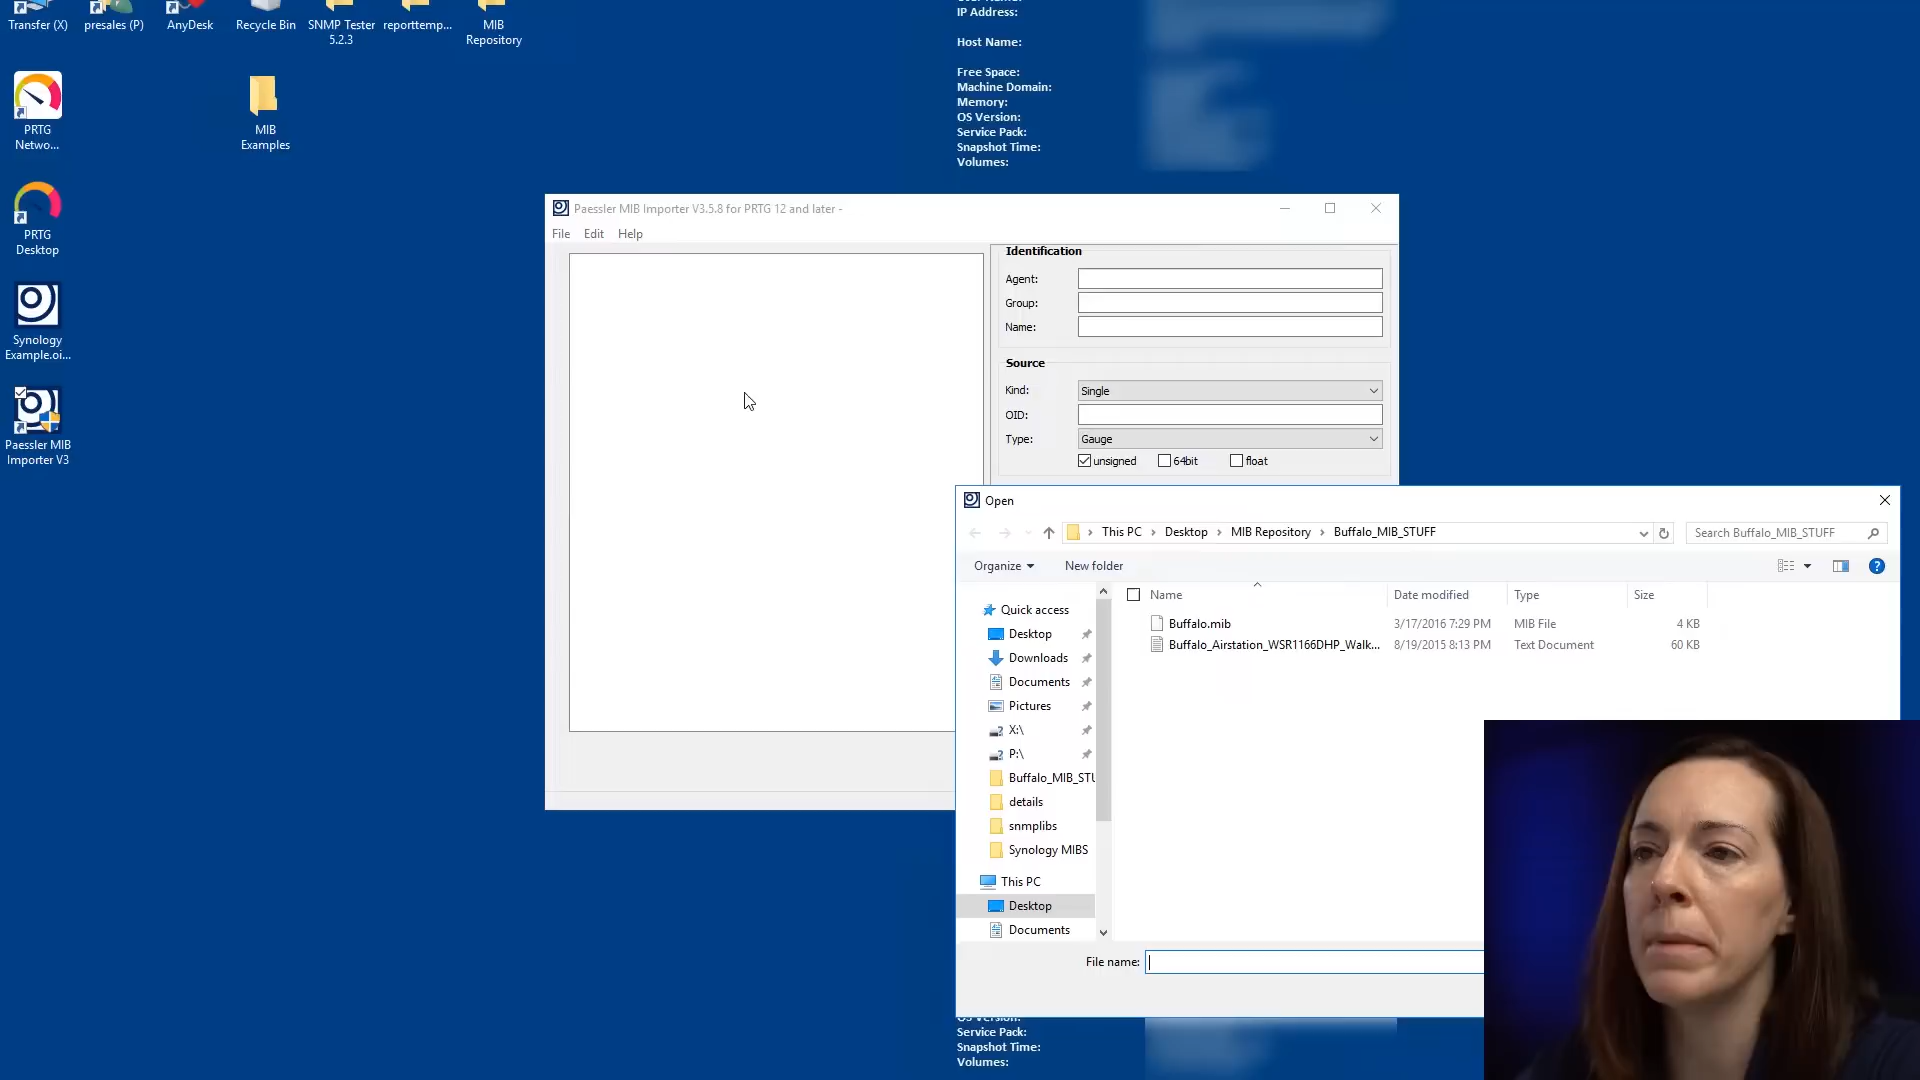 Transfer (X)
presales (P)
AnyDesk
Recycle Bin
SNMP Tester
5.2.3
reporttemp...
MIB
Repository
PRTG
Netwo...
MIB
Examples
PRTG
Desktop
Synology
Example.oi...
Paessler MIB
Importer V3
IP Address:
Host Name:
Free Space:
Machine Domain:
Memory:
OS Version:
Service Pack:
Snapshot Time:
Volumes:
Paessler MIB Importer V3.5.8 for PRTG 12 and later -
File Edit Help
Identification
Agent:
Group:
Name:
Source
Kind: Single
OID:
Type: Gauge
unsigned 64bit float
Open
This PC > Desktop > MIB Repository > Buffalo_MIB_STUFF
Search Buffalo_MIB_STUFF
Organize New folder
Name Date modified Type Size
Buffalo.mib 3/17/2016 7:29 PM MIB File 4 KB
Buffalo_Airstation_WSR1166DHP_Walk... 8/19/2015 8:13 PM Text Document 60 KB
Quick access
Desktop
Downloads
Documents
Pictures
X:\
P:\
Buffalo_MIB_STU
details
snmplibs
Synology MIBS
This PC
Desktop
Documents
File name:
OS Version:
Service Pack:
Snapshot Time:
Volumes: